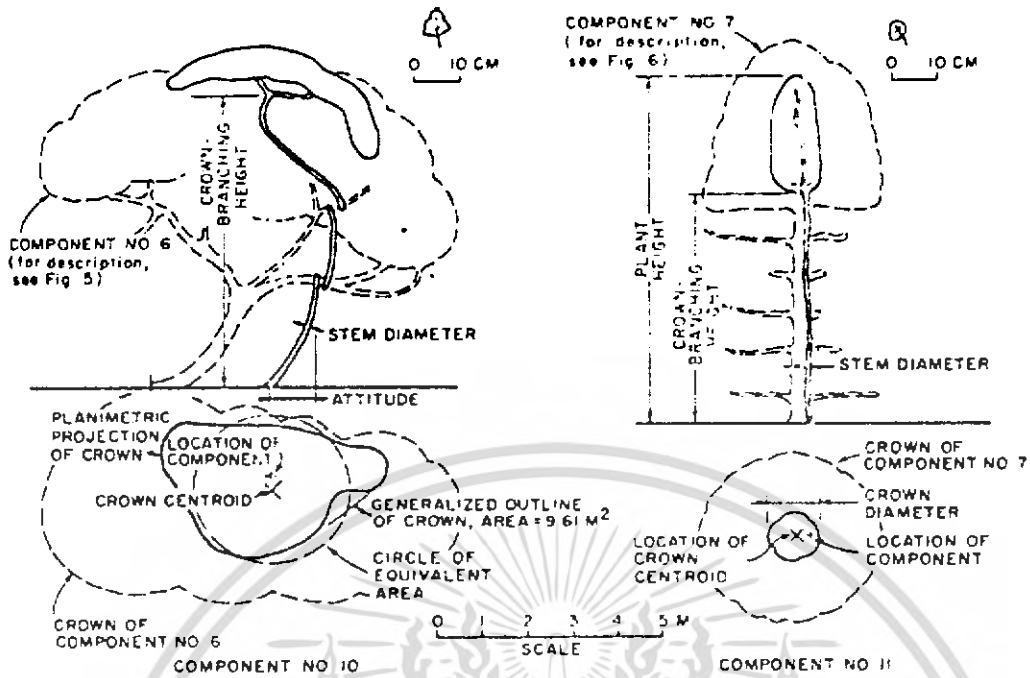 0 10 CM
CROWN-
BRANCHING
HEIGHT
COMPONENT NO 6
(for description,
see Fig 5)
STEM DIAMETER
ATTITUDE
PLANIMETRIC
PROJECTION
OF CROWN
LOCATION OF
COMPONENT
CROWN CENTROID
GENERALIZED OUTLINE
OF CROWN, AREA = 9.61 M²
CIRCLE OF
EQUIVALENT
AREA
CROWN OF
COMPONENT NO 6
COMPONENT NO 10
0 1 2 3 4 5 M
SCALE
COMPONENT NO 7
(for description,
see Fig 6)
0 10 CM
PLANT
HEIGHT
CROWN-
BRANCHING
HEIGHT
STEM DIAMETER
CROWN OF
COMPONENT NO 7
CROWN
DIAMETER
LOCATION OF
CROWN
CENTROID
LOCATION OF
COMPONENT
COMPONENT NO 11